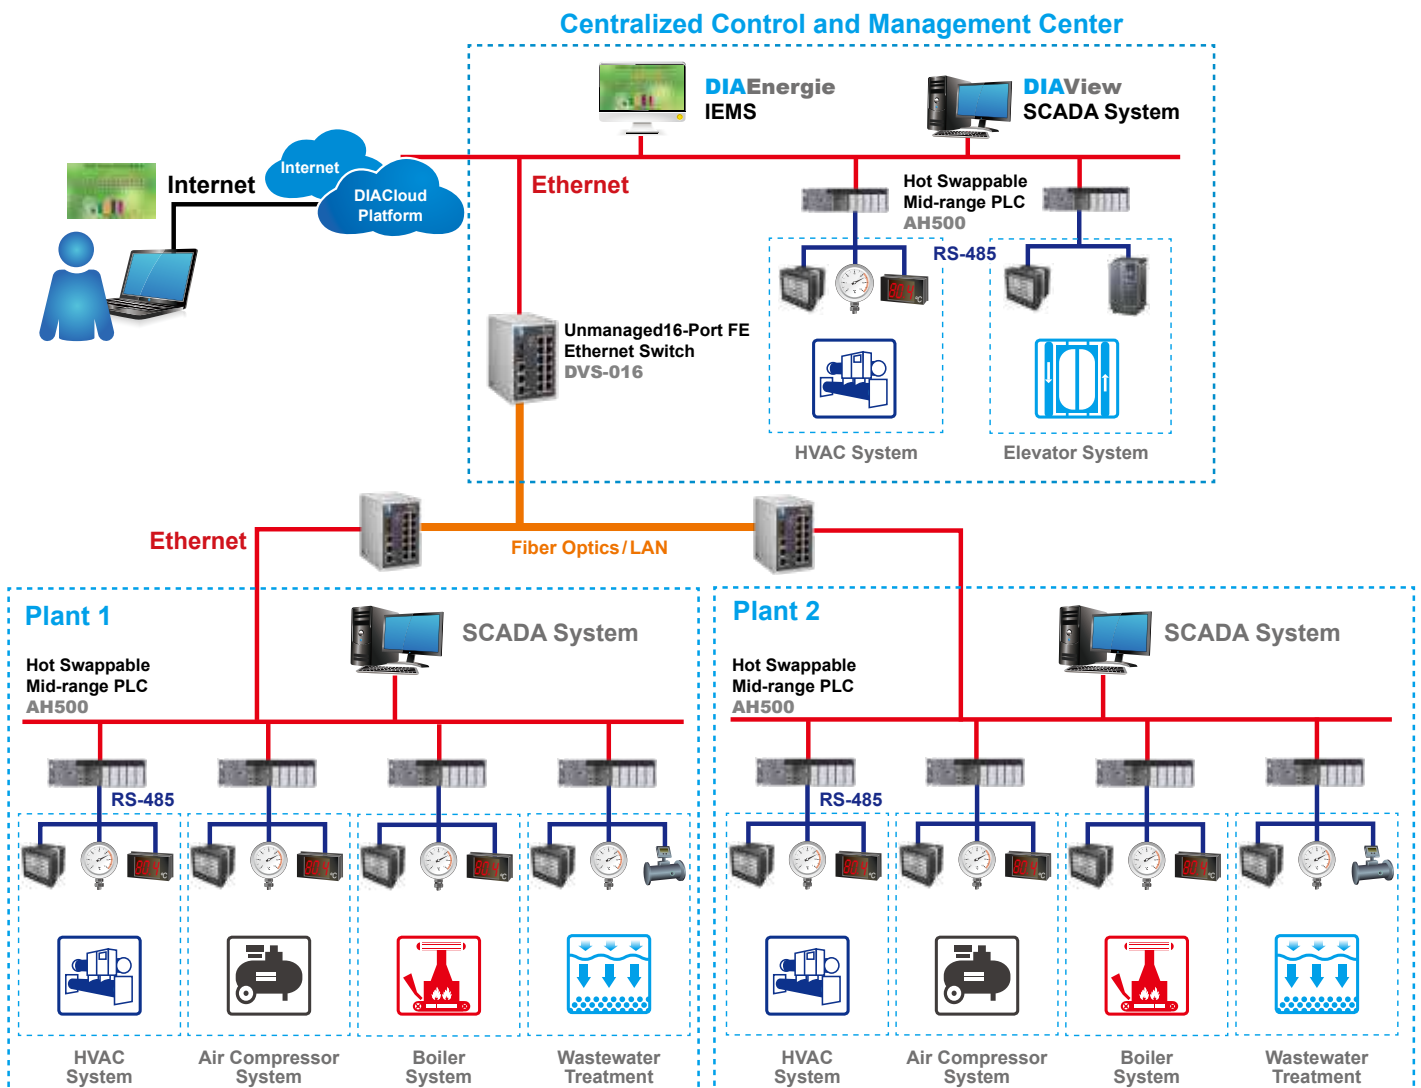 Centralized Control and Management Center
DIAEnergie
IEMS
DIAView
SCADA System
Internet
Internet
DIACloud
Platform
Ethernet
Hot Swappable
Mid-range PLC
AH500
RS-485
Unmanaged16-Port FE
Ethernet Switch
DVS-016
HVAC System
Elevator System
Ethernet
Fiber Optics/LAN
Plant 1
SCADA System
Hot Swappable
Mid-range PLC
AH500
RS-485
HVAC
System
Air Compressor
System
Boiler
System
Wastewater
Treatment
Plant 2
SCADA System
Hot Swappable
Mid-range PLC
AH500
RS-485
HVAC
System
Air Compressor
System
Boiler
System
Wastewater
Treatment